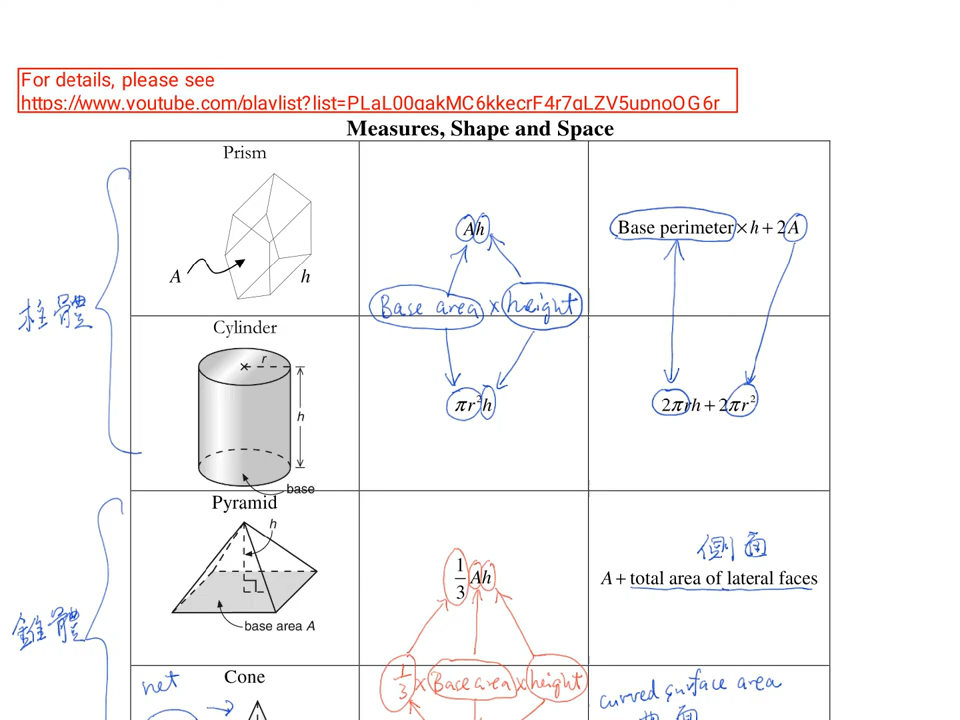 For details, please see
https://www.youtube.com/playlist?list=PLaL00qakMC6kkecrF4r7qLZV5upnoOG6r
Measures, Shape and Space
Prism
A
h
Ah
Base perimeter × h + 2A
柱體
Base area × height
Cylinder
r
h
base
πr²h
2πrh + 2πr²
Pyramid
h
base area A
1/3 Ah
側面
A + total area of lateral faces
錐體
1/3 × Base area × height
Cone
net
curved surface area